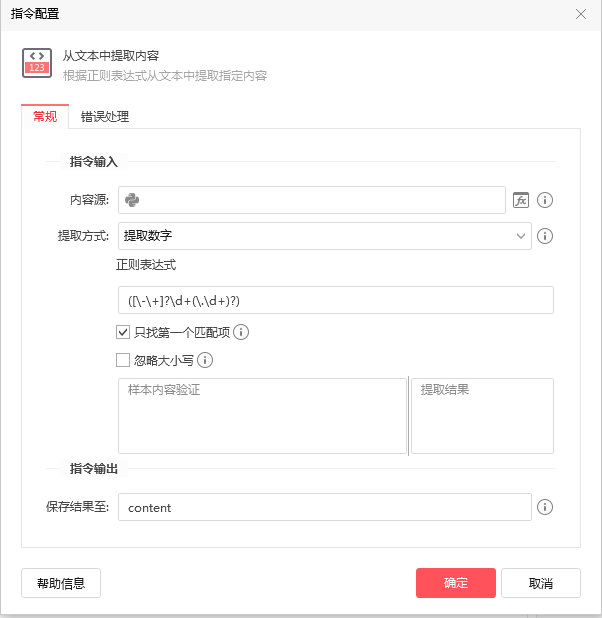 指令配置
从文本中提取内容
123
根据正则表达式从文本中提取指定内容
常规 错误处理
指令输入
内容源: fx
提取方式: 提取数字
正则表达式
([\-\+]?\d+(\.\d+)?)
只找第一个匹配项
忽略大小写
样本内容验证 提取结果
指令输出
保存结果至: content
帮助信息 确定 取消